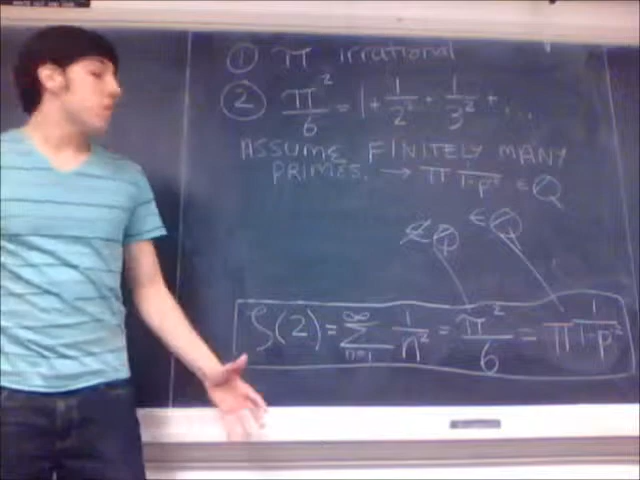 ① π irrational
② π²/6 = 1 + 1/2² + 1/3² + ...
ASSUME FINITELY MANY
PRIMES. → π 1/1-p² ∈ ℚ
∉ ℚ ∈ ℚ
ζ(2) = ∑ₙ₌₁^∞ 1/n² = π²/6 = π 1/1-p⁻²